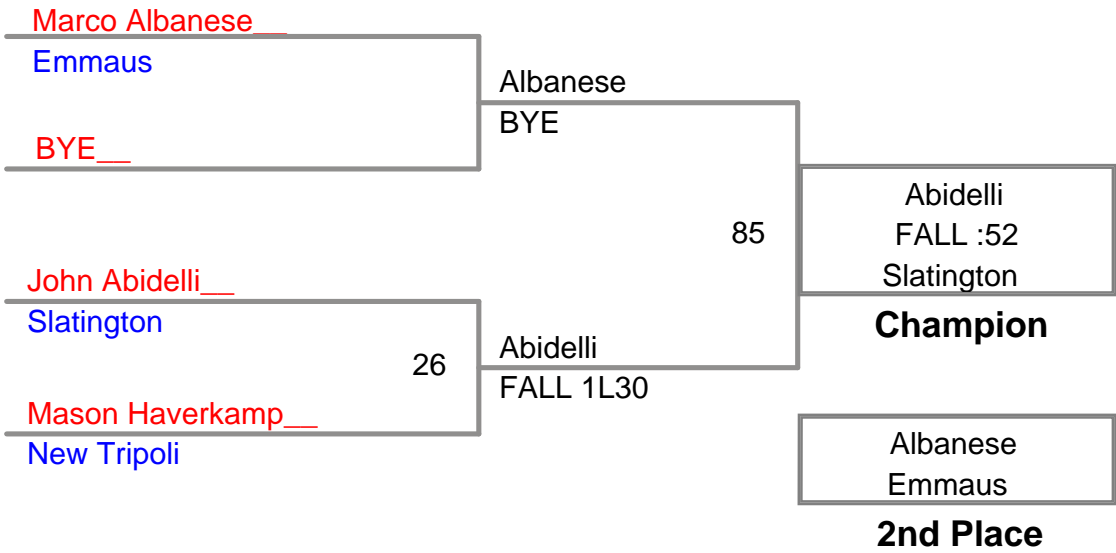 Marco Albanese__
Emmaus
Albanese
BYE
BYE__
Abidelli
FALL :52
Slatington
85
Champion
John Abidelli__
Slatington
26
Abidelli
FALL 1L30
Mason Haverkamp__
New Tripoli
Albanese
Emmaus
2nd Place